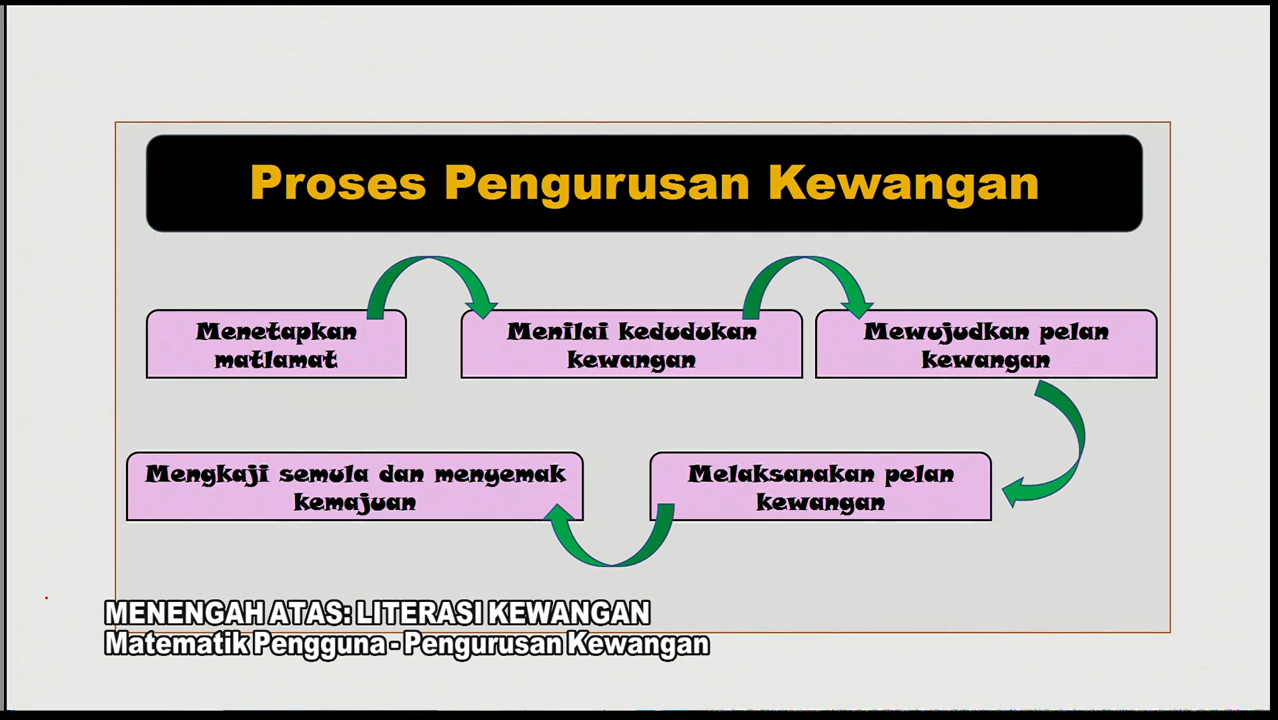 Proses Pengurusan Kewangan
Menetapkan
matlamat
Menilai kedudukan
kewangan
Mewujudkan pelan
kewangan
Melaksanakan pelan
kewangan
Mengkaji semula dan menyemak
kemajuan
MENENGAH ATAS: LITERASI KEWANGAN
Matematik Pengguna - Pengurusan Kewangan